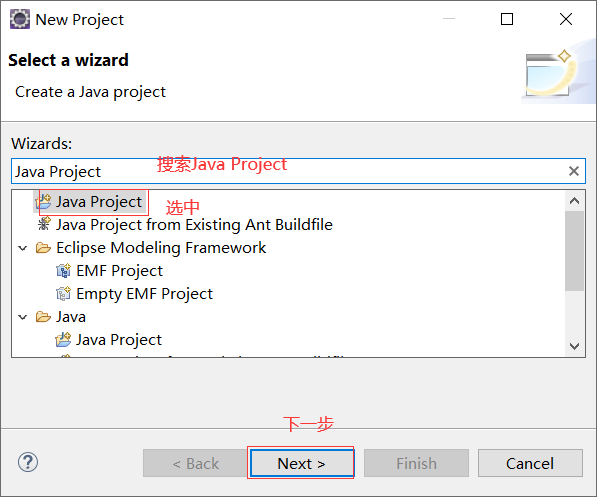 New Project
Select a wizard
Create a Java project
Wizards:
Java Project
搜索Java Project
Java Project
选中
Java Project from Existing Ant Buildfile
Eclipse Modeling Framework
EMF Project
Empty EMF Project
Java
Java Project
下一步
< Back
Next >
Finish
Cancel